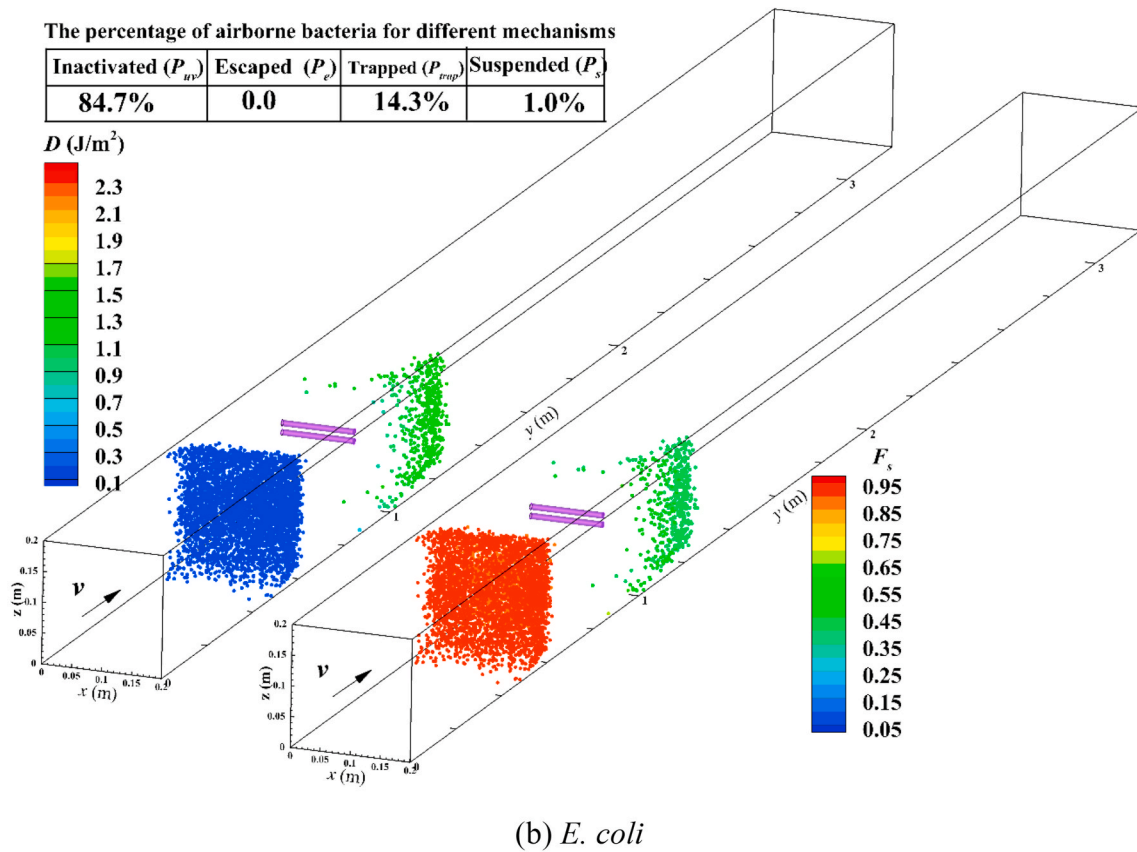 The percentage of airborne bacteria for different mechanisms
Inactivated (Puv) Escaped (Pe) Trapped (Ptrap) Suspended (Ps)
84.7% 0.0 14.3% 1.0%
D (J/m²)
2.3
2.1
1.9
1.7
1.5
1.3
1.1
0.9
0.7
0.5
0.3
0.1
3
2
y (m)
1
0.2
0.15
0.1
0.05
0
z (m)
v
0 0.05 0.1 0.15 0.2
x (m)
0
3
2
y (m)
1
0.2
0.15
0.1
0.05
0
z (m)
v
0 0.05 0.1 0.15 0.2
x (m)
0
Fs
0.95
0.85
0.75
0.65
0.55
0.45
0.35
0.25
0.15
0.05
(b) E. coli